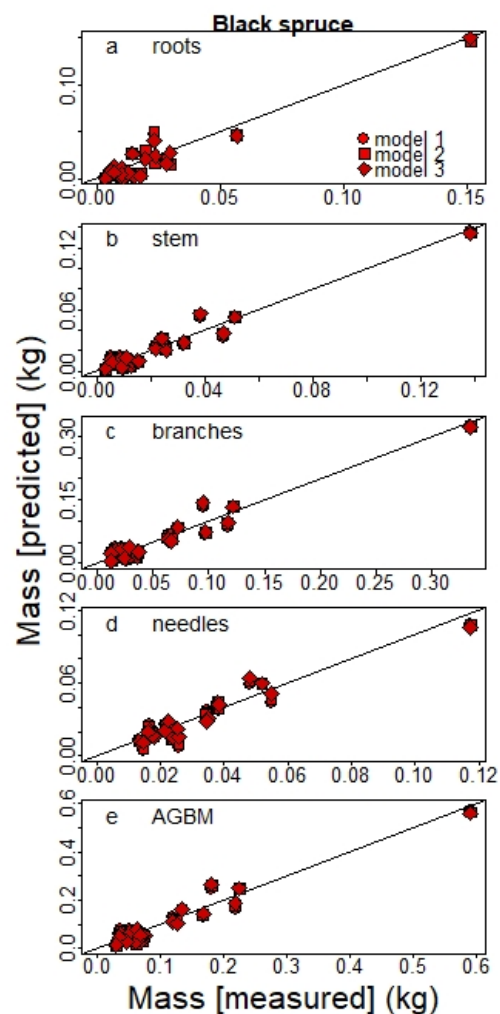 Black spruce
a roots
0.00 0.10
model 1
model 2
model 3
0.00 0.05 0.10 0.15
b stem
0.00 0.06 0.12
0.00 0.04 0.08 0.12
c branches
0.00 0.15 0.30
0.00 0.05 0.10 0.15 0.20 0.25 0.30
d needles
0.00 0.06 0.12
0.00 0.02 0.04 0.06 0.08 0.10 0.12
e AGBM
0.0 0.2 0.4 0.6
0.0 0.1 0.2 0.3 0.4 0.5 0.6
Mass [predicted] (kg)
Mass [measured] (kg)